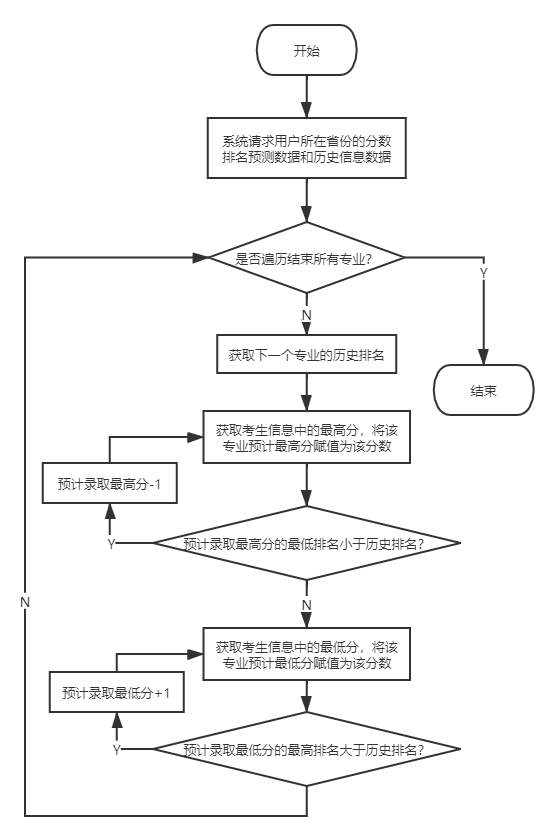 开始
系统请求用户所在省份的分数
排名预测数据和历史信息数据
是否遍历结束所有专业?
Y
N
获取下一个专业的历史排名
结束
获取考生信息中的最高分，将该
专业预计最高分赋值为该分数
预计录取最高分-1
预计录取最高分的最低排名小于历史排名?
Y
N
N
获取考生信息中的最低分，将该
专业预计最低分赋值为该分数
预计录取最低分+1
预计录取最低分的最高排名大于历史排名?
Y